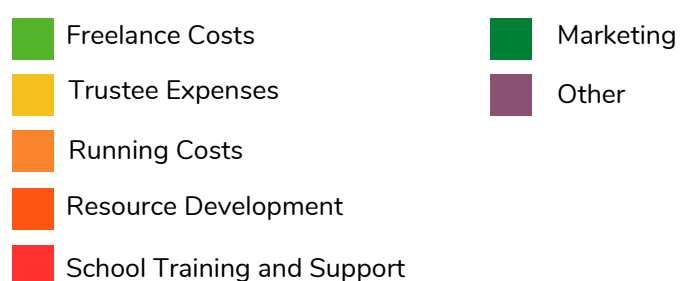 Freelance Costs
Trustee Expenses
Running Costs
Resource Development
School Training and Support
Marketing
Other